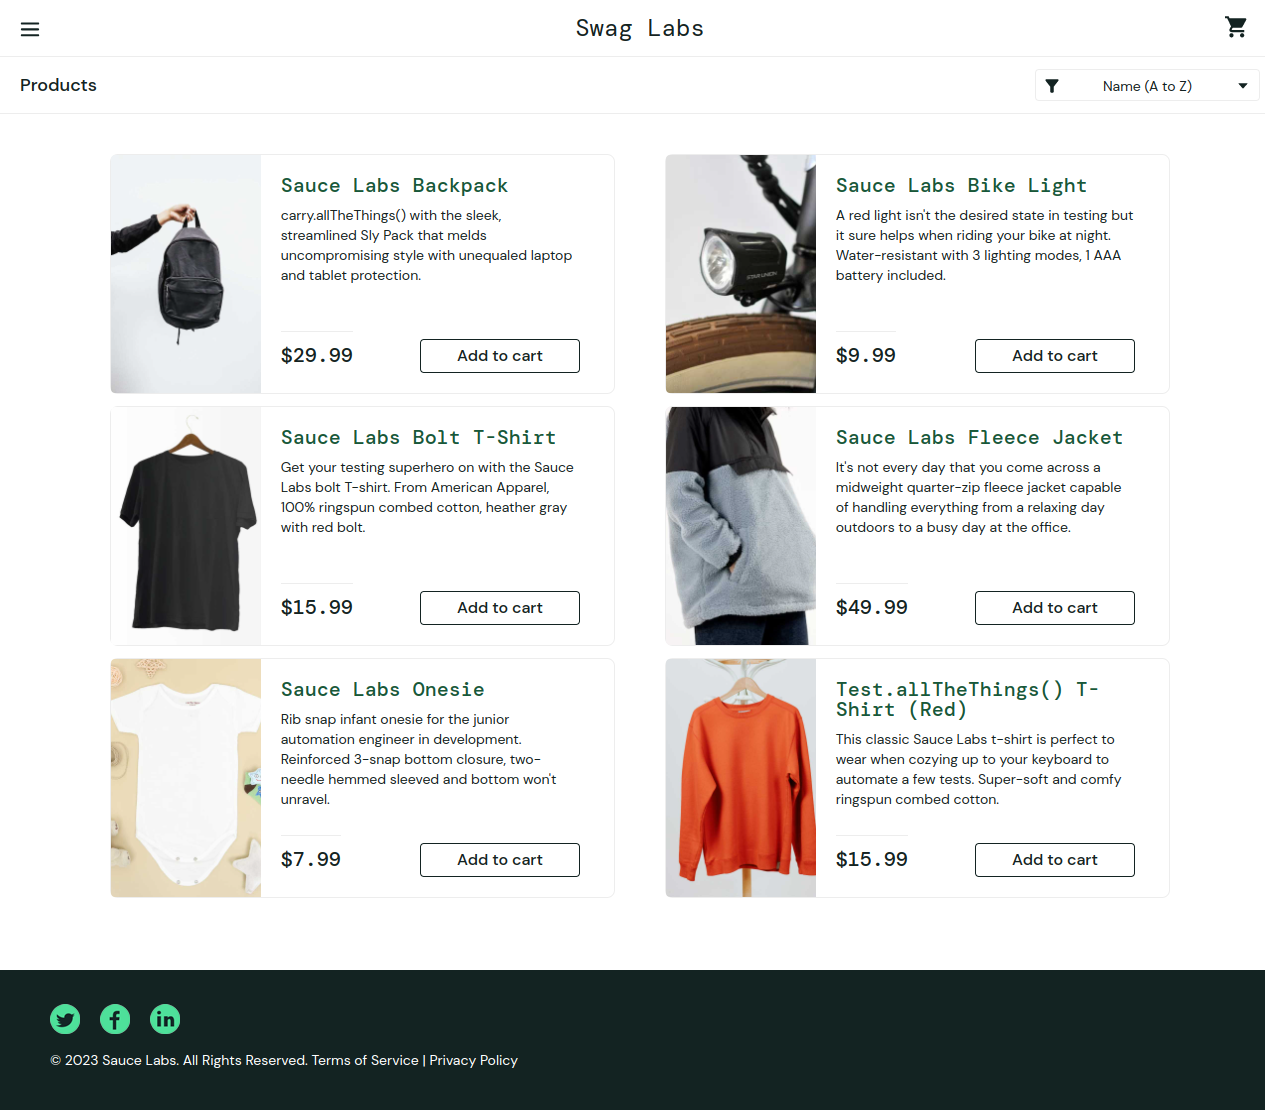 Swag Labs
Products
Name (A to Z)
Sauce Labs Backpack
carry.allTheThings() with the sleek,
streamlined Sly Pack that melds
uncompromising style with unequaled laptop
and tablet protection.
$29.99
Add to cart
Sauce Labs Bike Light
A red light isn't the desired state in testing but
it sure helps when riding your bike at night.
Water-resistant with 3 lighting modes, 1 AAA
battery included.
$9.99
Add to cart
Sauce Labs Bolt T-Shirt
Get your testing superhero on with the Sauce
Labs bolt T-shirt. From American Apparel,
100% ringspun combed cotton, heather gray
with red bolt.
$15.99
Add to cart
Sauce Labs Fleece Jacket
It's not every day that you come across a
midweight quarter-zip fleece jacket capable
of handling everything from a relaxing day
outdoors to a busy day at the office.
$49.99
Add to cart
Sauce Labs Onesie
Rib snap infant onesie for the junior
automation engineer in development.
Reinforced 3-snap bottom closure, two-
needle hemmed sleeved and bottom won't
unravel.
$7.99
Add to cart
Test.allTheThings() T-
Shirt (Red)
This classic Sauce Labs t-shirt is perfect to
wear when cozying up to your keyboard to
automate a few tests. Super-soft and comfy
ringspun combed cotton.
$15.99
Add to cart
© 2023 Sauce Labs. All Rights Reserved. Terms of Service | Privacy Policy